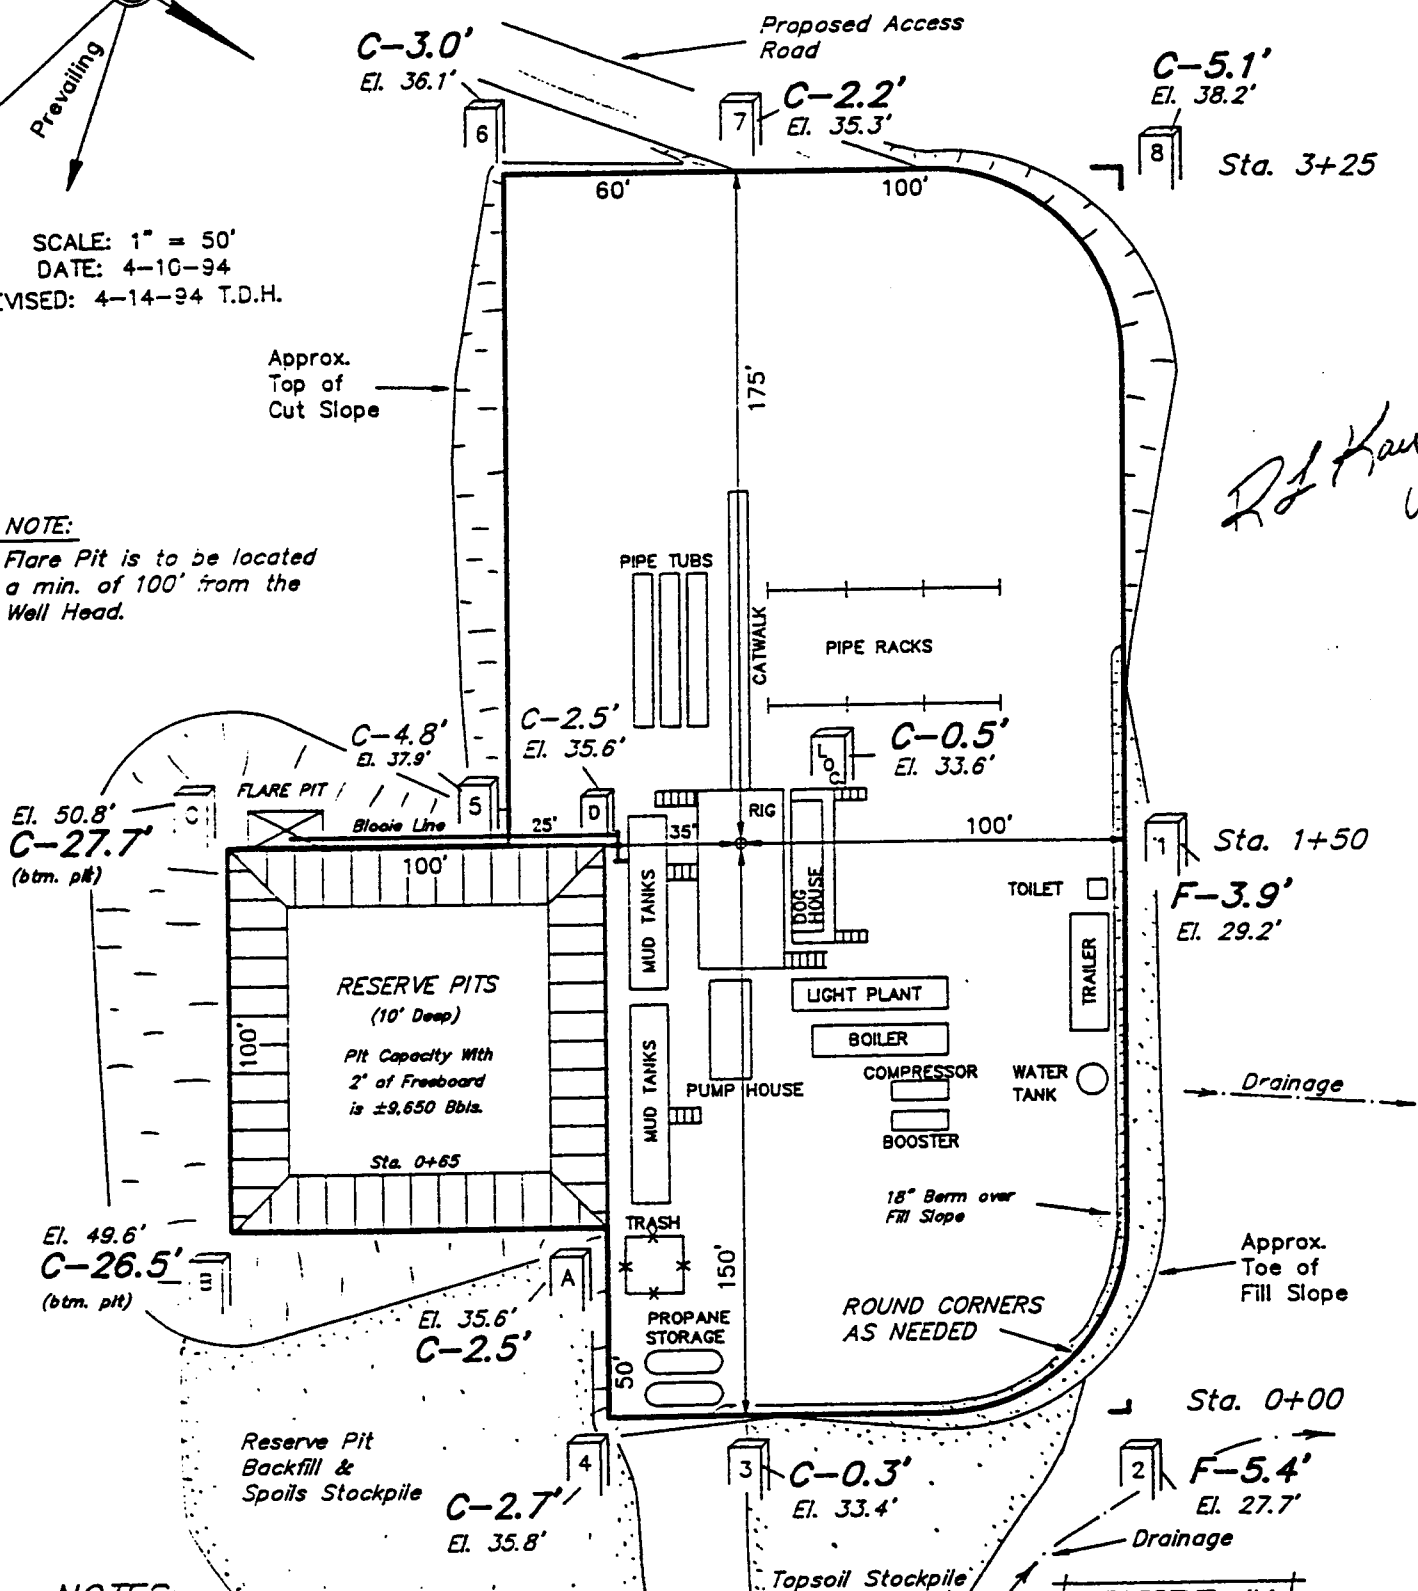 Prevailing
SCALE: 1" = 50'
DATE: 4-10-94
VISED: 4-14-94 T.D.H.
Proposed Access
Road
C-3.0'
El. 36.1'
6
7
C-2.2'
El. 35.3'
C-5.1'
El. 38.2'
8
Sta. 3+25
60'
100'
Approx.
Top of
Cut Slope
175'
NOTE:
Flare Pit is to be located
a min. of 100' from the
Well Head.
PIPE TUBS
CATWALK
PIPE RACKS
C-4.8'
El. 37.9'
5
C-2.5'
El. 35.6'
D
LOC
C-0.5'
El. 33.6'
FLARE PIT
Blooie Line
El. 50.8'
C-27.7'
(btm. pit)
C
25'
35'
100'
RIG
100'
1
Sta. 1+50
F-3.9'
El. 29.2'
TOILET
TRAILER
MUD TANKS
DOG
HOUSE
LIGHT PLANT
BOILER
COMPRESSOR
BOOSTER
WATER
TANK
PUMP HOUSE
MUD TANKS
RESERVE PITS
(10' Deep)
Pit Capacity With
2' of Freeboard
is ±9,650 Bbls.
Sta. 0+65
100'
Drainage
18" Berm over
Fill Slope
El. 49.6'
C-26.5'
(btm. pit)
B
A
El. 35.6'
C-2.5'
TRASH
150'
PROPANE
STORAGE
50'
ROUND CORNERS
AS NEEDED
Approx.
Toe of
Fill Slope
Sta. 0+00
Reserve Pit
Backfill &
Spoils Stockpile
4
C-2.7'
El. 35.8'
3
C-0.3'
El. 33.4'
2
F-5.4'
El. 27.7'
Drainage
Topsoil Stockpile
NOTES